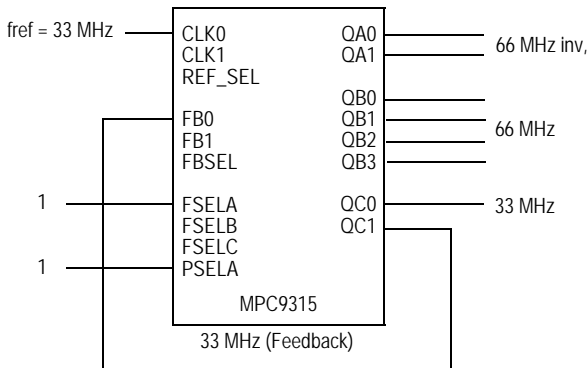 fref = 33 MHz
CLK0
CLK1
REF_SEL
FB0
FB1
FBSEL
1
FSELA
FSELB
FSELC
1
PSELA
QA0
QA1
66 MHz inv,
QB0
QB1
66 MHz
QB2
QB3
QC0
33 MHz
QC1
MPC9315
33 MHz (Feedback)